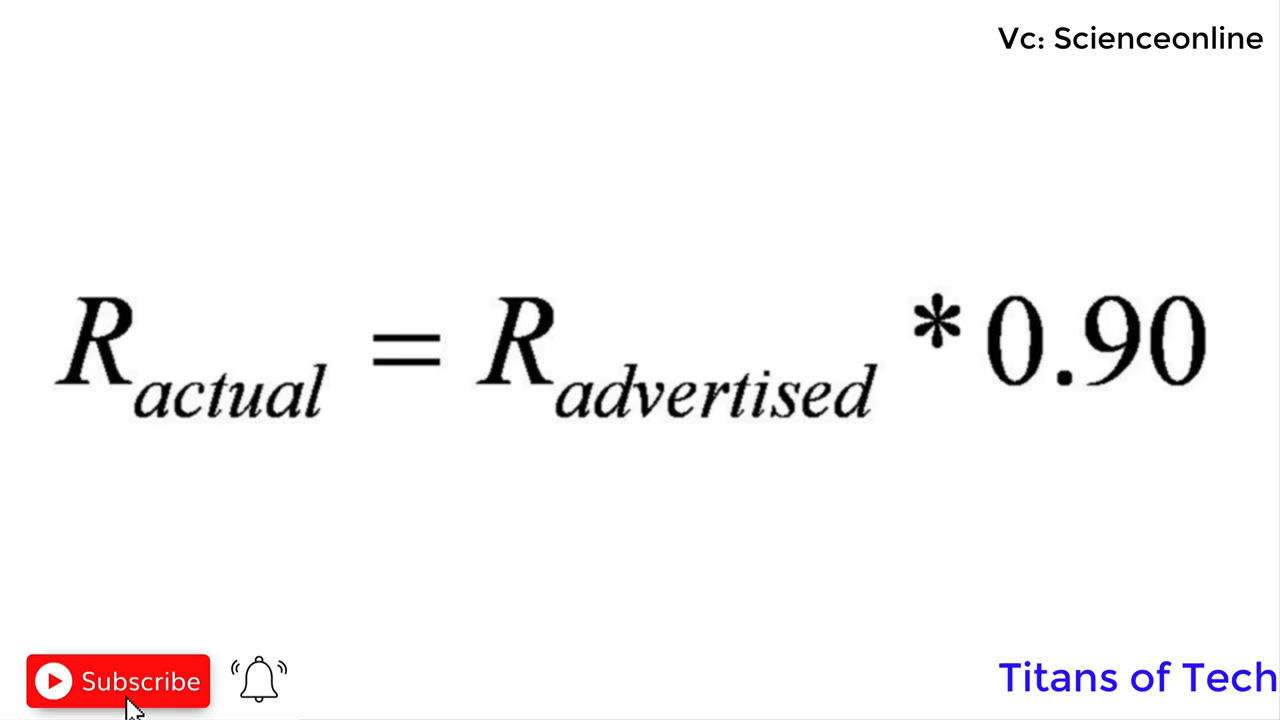 Vc: Scienceonline
R_actual = R_advertised * 0.90
Subscribe
Titans of Tech